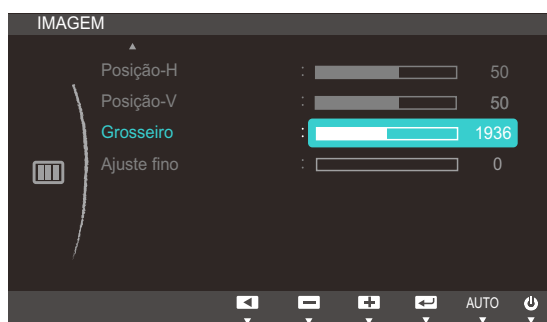 IMAGEM
Posição-H : 50
Posição-V : 50
Grosseiro : 1936
Ajuste fino : 0
AUTO